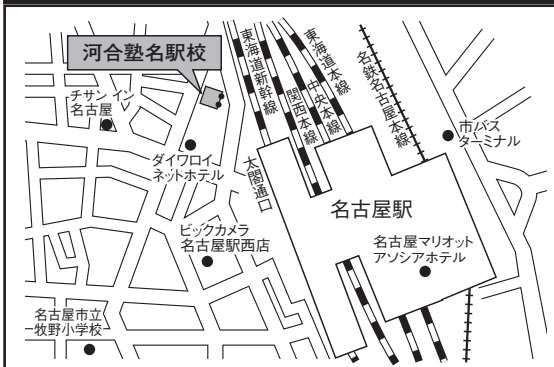 河合塾名駅校
チサン イン
名古屋
ダイワロイ
ネットホテル
東海道新幹線
関西本線
中央本線
東海道本線
名鉄名古屋本線
市バス
ターミナル
太閤通口
名古屋駅
ビックカメラ
名古屋駅西店
名古屋マリオット
アソシアホテル
名古屋市立
牧野小学校